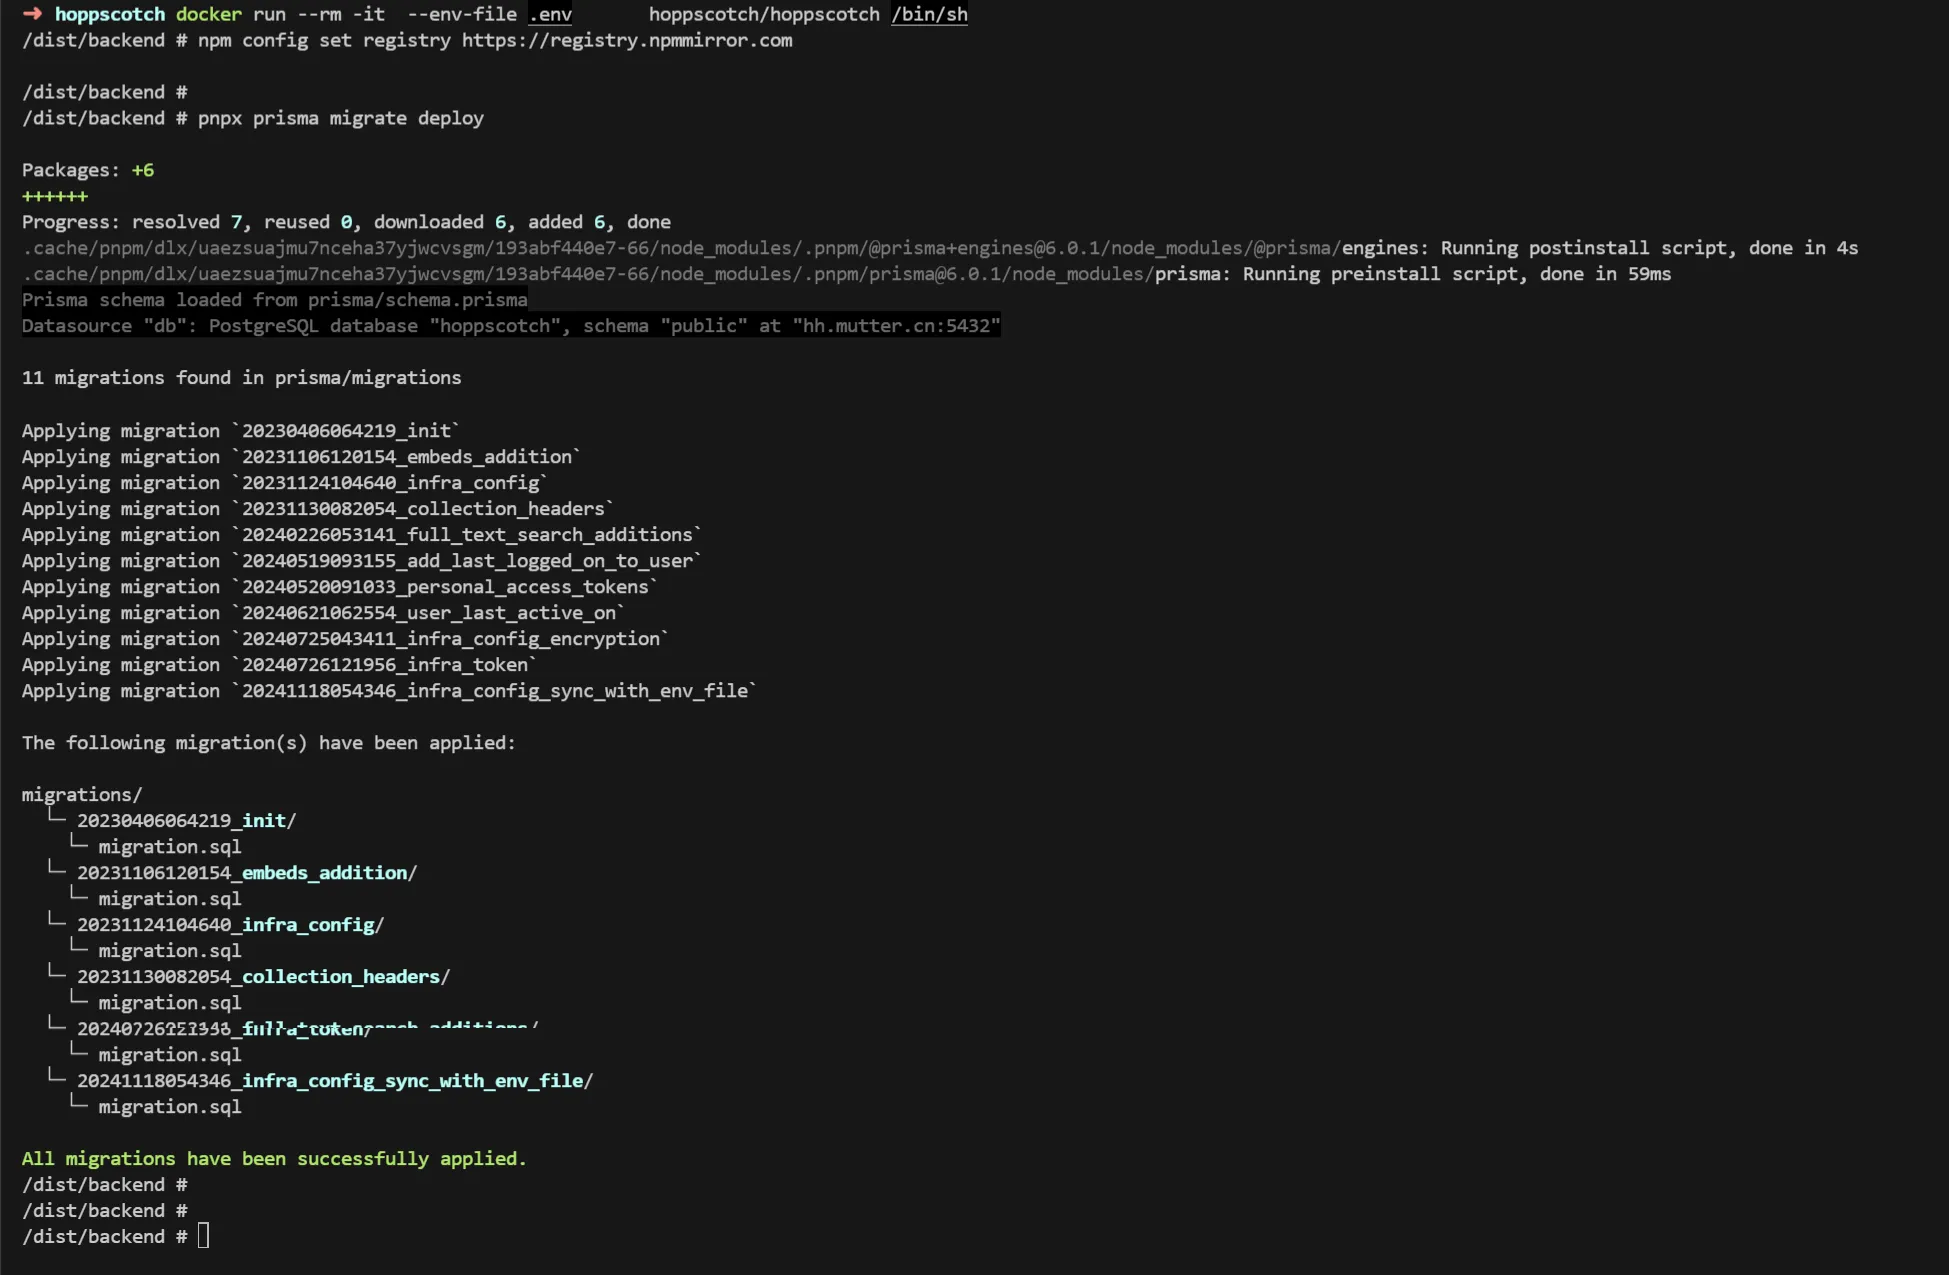 ➜ hoppscotch docker run --rm -it --env-file .env hoppscotch/hoppscotch /bin/sh
/dist/backend # npm config set registry https://registry.npmmirror.com
/dist/backend #
/dist/backend # pnpx prisma migrate deploy
Packages: +6
++++++
Progress: resolved 7, reused 0, downloaded 6, added 6, done
.cache/pnpm/dlx/uaezsuajmu7nceha37yjwcvsgm/193abf440e7-66/node_modules/.pnpm/@prisma+engines@6.0.1/node_modules/@prisma/engines: Running postinstall script, done in 4s
.cache/pnpm/dlx/uaezsuajmu7nceha37yjwcvsgm/193abf440e7-66/node_modules/.pnpm/prisma@6.0.1/node_modules/prisma: Running preinstall script, done in 59ms
Prisma schema loaded from prisma/schema.prisma
Datasource "db": PostgreSQL database "hoppscotch", schema "public" at "hh.mutter.cn:5432"
11 migrations found in prisma/migrations
Applying migration `20230406064219_init`
Applying migration `20231106120154_embeds_addition`
Applying migration `20231124104640_infra_config`
Applying migration `20231130082054_collection_headers`
Applying migration `20240226053141_full_text_search_additions`
Applying migration `20240519093155_add_last_logged_on_to_user`
Applying migration `20240520091033_personal_access_tokens`
Applying migration `20240621062554_user_last_active_on`
Applying migration `20240725043411_infra_config_encryption`
Applying migration `20240726121956_infra_token`
Applying migration `20241118054346_infra_config_sync_with_env_file`
The following migration(s) have been applied:
migrations/
└─ 20230406064219_init/
└─ migration.sql
└─ 20231106120154_embeds_addition/
└─ migration.sql
└─ 20231124104640_infra_config/
└─ migration.sql
└─ 20231130082054_collection_headers/
└─ migration.sql
└─ migration.sql
└─ 20241118054346_infra_config_sync_with_env_file/
└─ migration.sql
All migrations have been successfully applied.
/dist/backend #
/dist/backend #
/dist/backend #